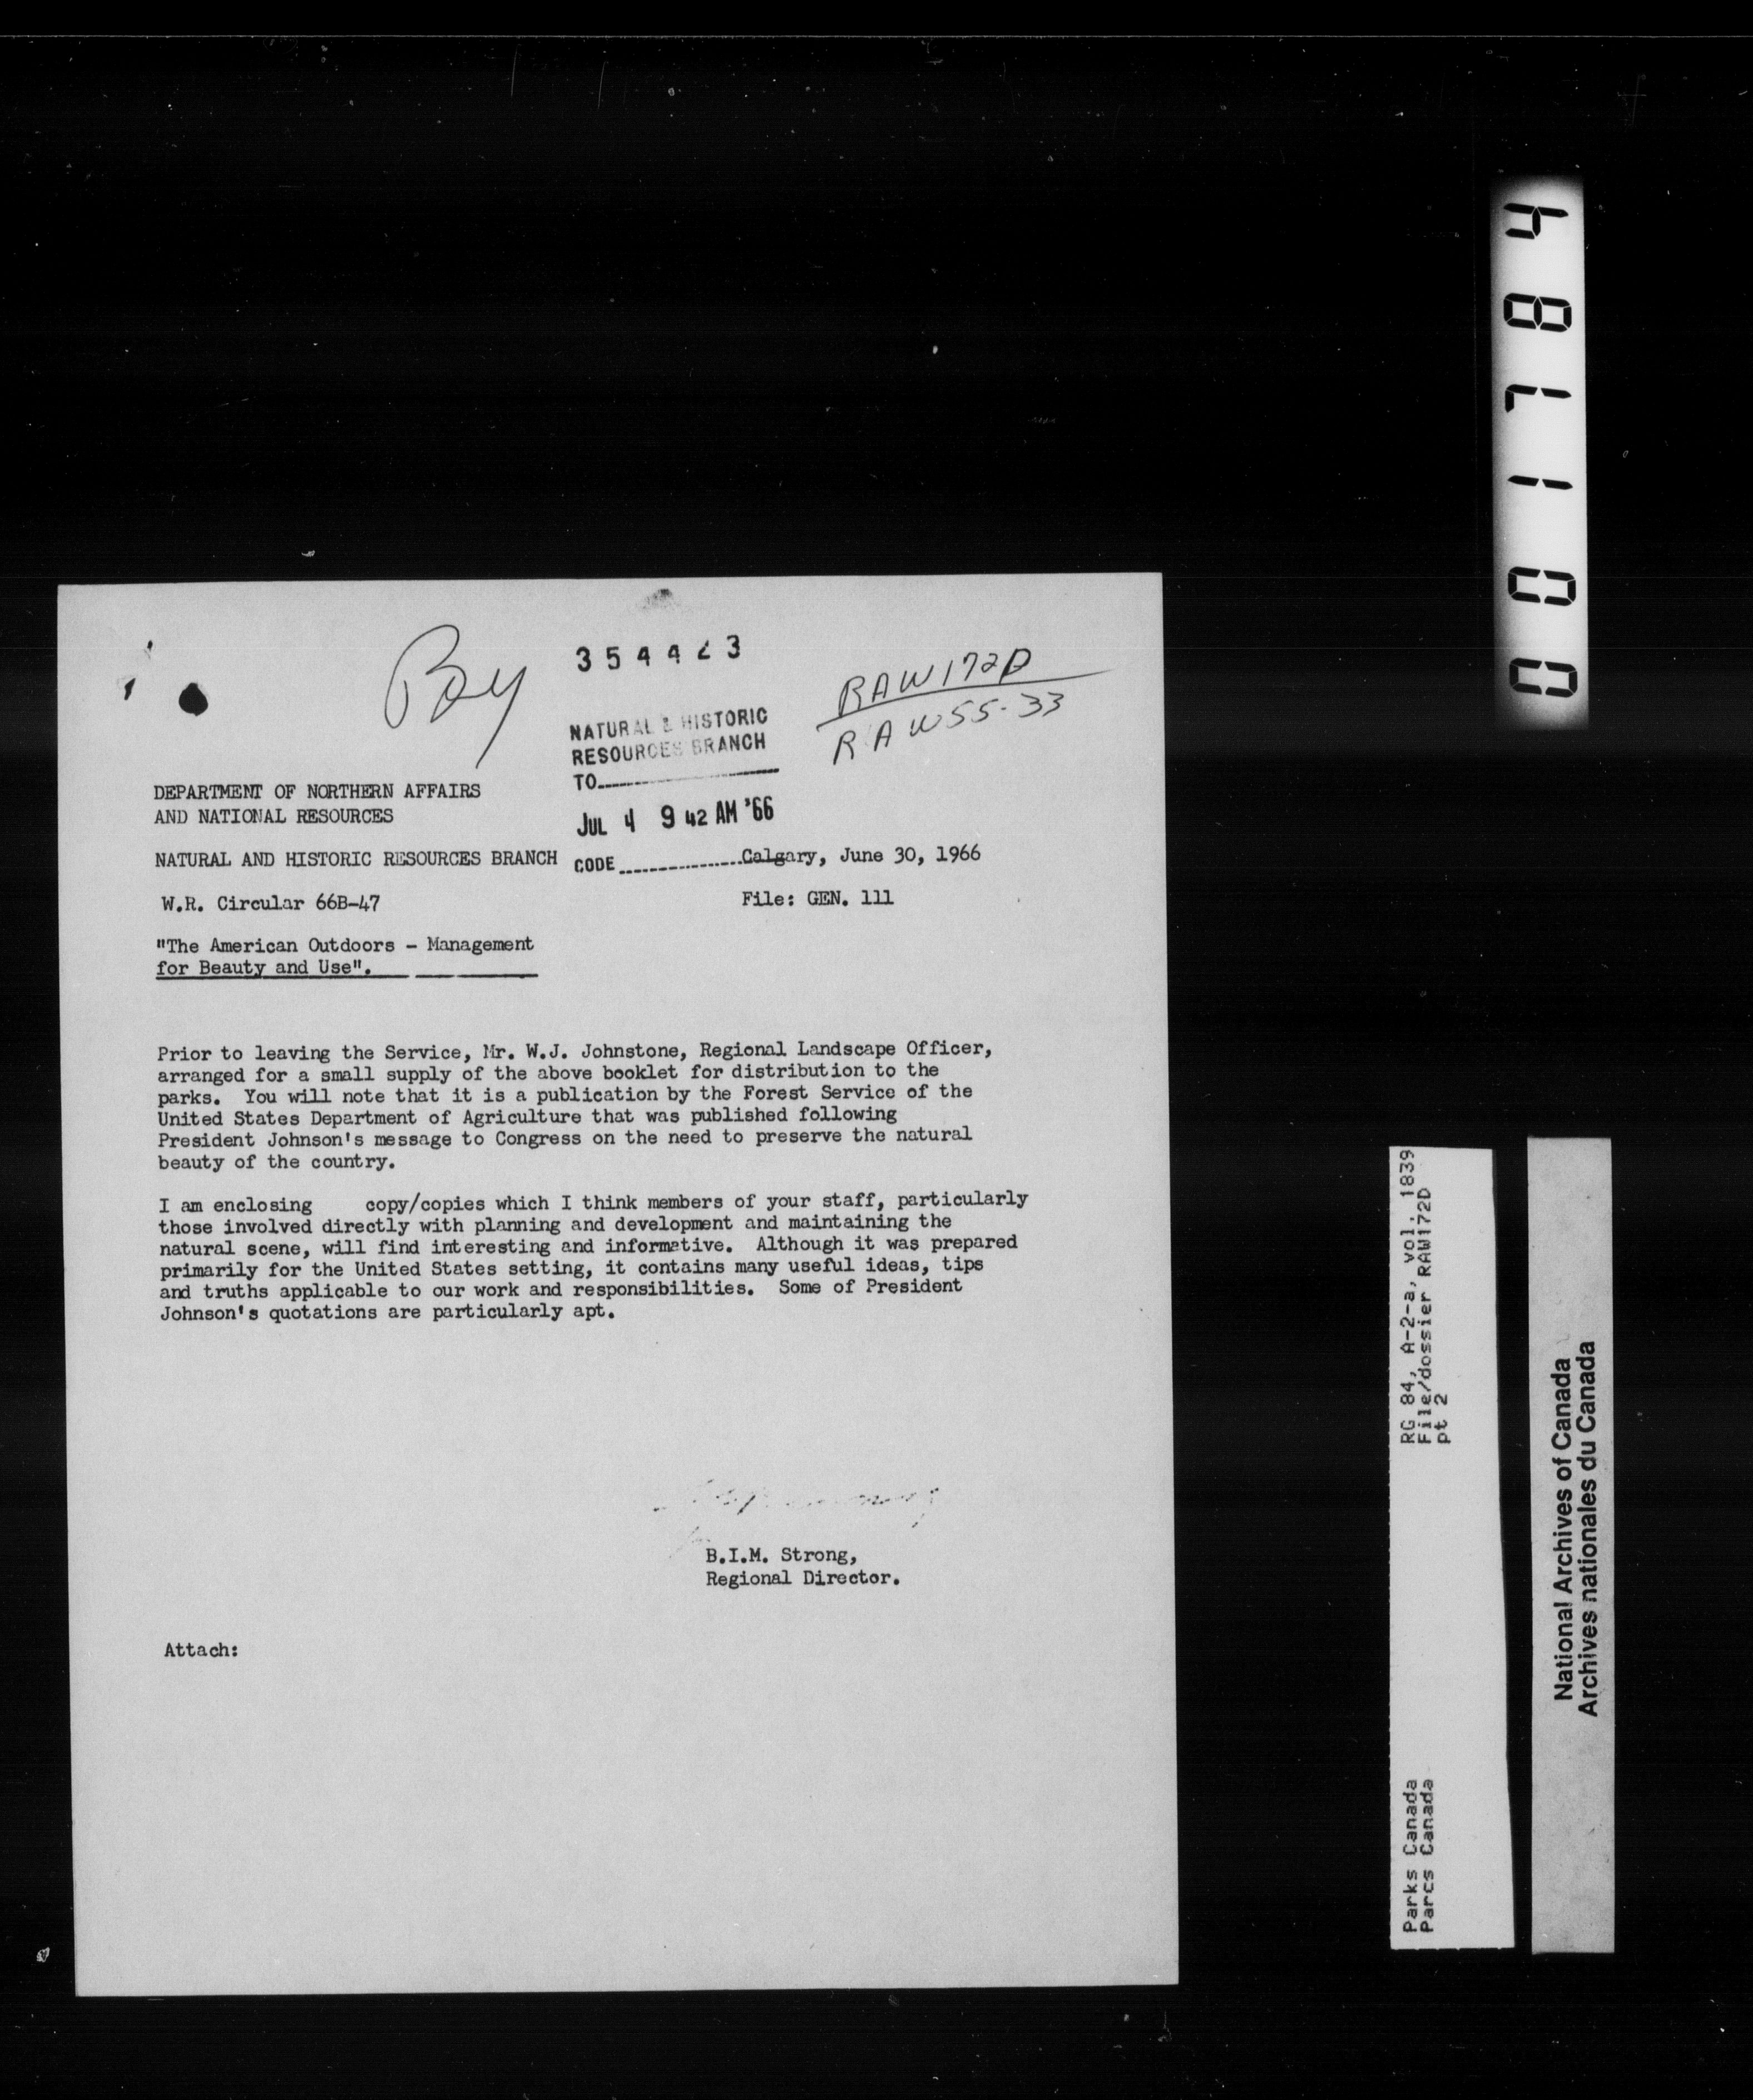 354423
RAW172D
RAW55-33
NATURAL & HISTORIC
RESOURCES BRANCH
TO
JUL 4 9 42 AM '66
CODE
DEPARTMENT OF NORTHERN AFFAIRS
AND NATIONAL RESOURCES
NATURAL AND HISTORIC RESOURCES BRANCH
Calgary, June 30, 1966
W.R. Circular 66B-47
File: GEN. 111
"The American Outdoors - Management
for Beauty and Use".
Prior to leaving the Service, Mr. W.J. Johnstone, Regional Landscape Officer,
arranged for a small supply of the above booklet for distribution to the
parks. You will note that it is a publication by the Forest Service of the
United States Department of Agriculture that was published following
President Johnson's message to Congress on the need to preserve the natural
beauty of the country.
I am enclosing copy/copies which I think members of your staff, particularly
those involved directly with planning and development and maintaining the
natural scene, will find interesting and informative. Although it was prepared
primarily for the United States setting, it contains many useful ideas, tips
and truths applicable to our work and responsibilities. Some of President
Johnson's quotations are particularly apt.
B.I.M. Strong,
Regional Director.
Attach:
001784
RG 84, A-2-a, vol. 1839
File/dossier RAW172D
pt 2
Parks Canada
Parcs Canada
National Archives of Canada
Archives nationales du Canada